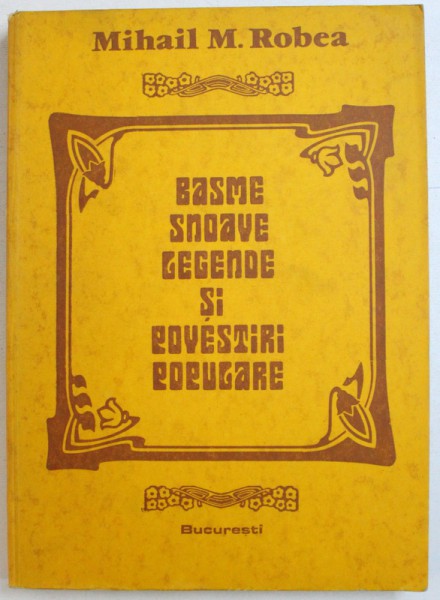 Mihail M. Robea
BASME
SNOAVE
LEGENDE
ȘI
POVESTIRI
POPULARE
București